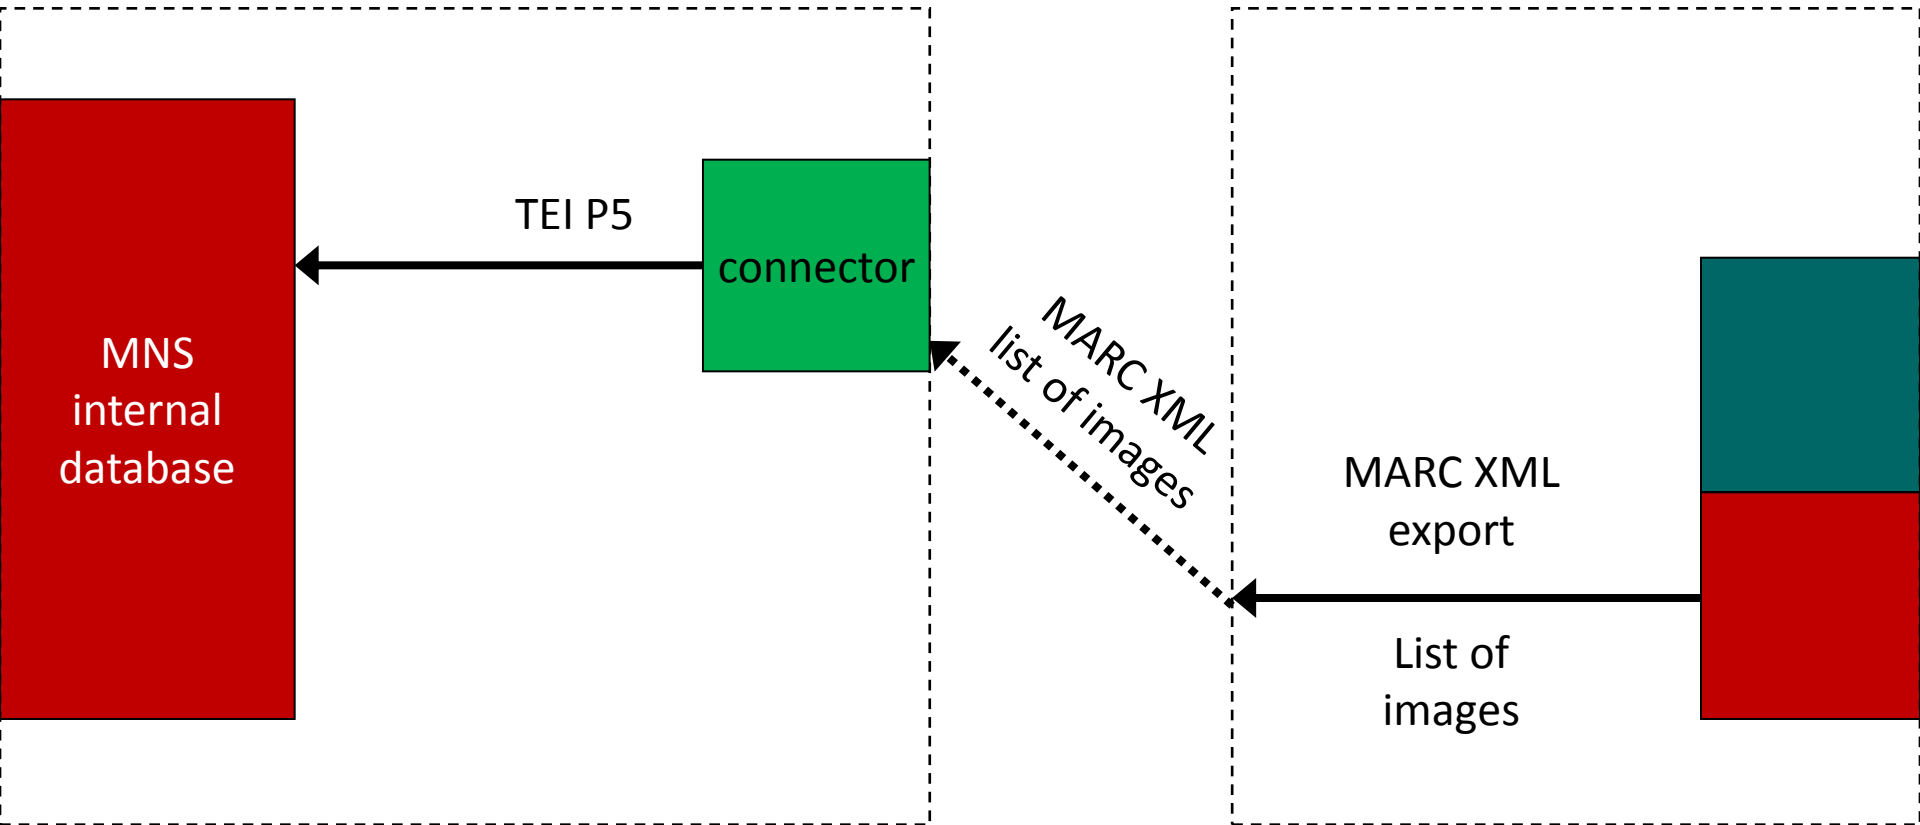 MNS
internal
database
TEI P5
connector
MARC XML
list of images
MARC XML
export
List of
images